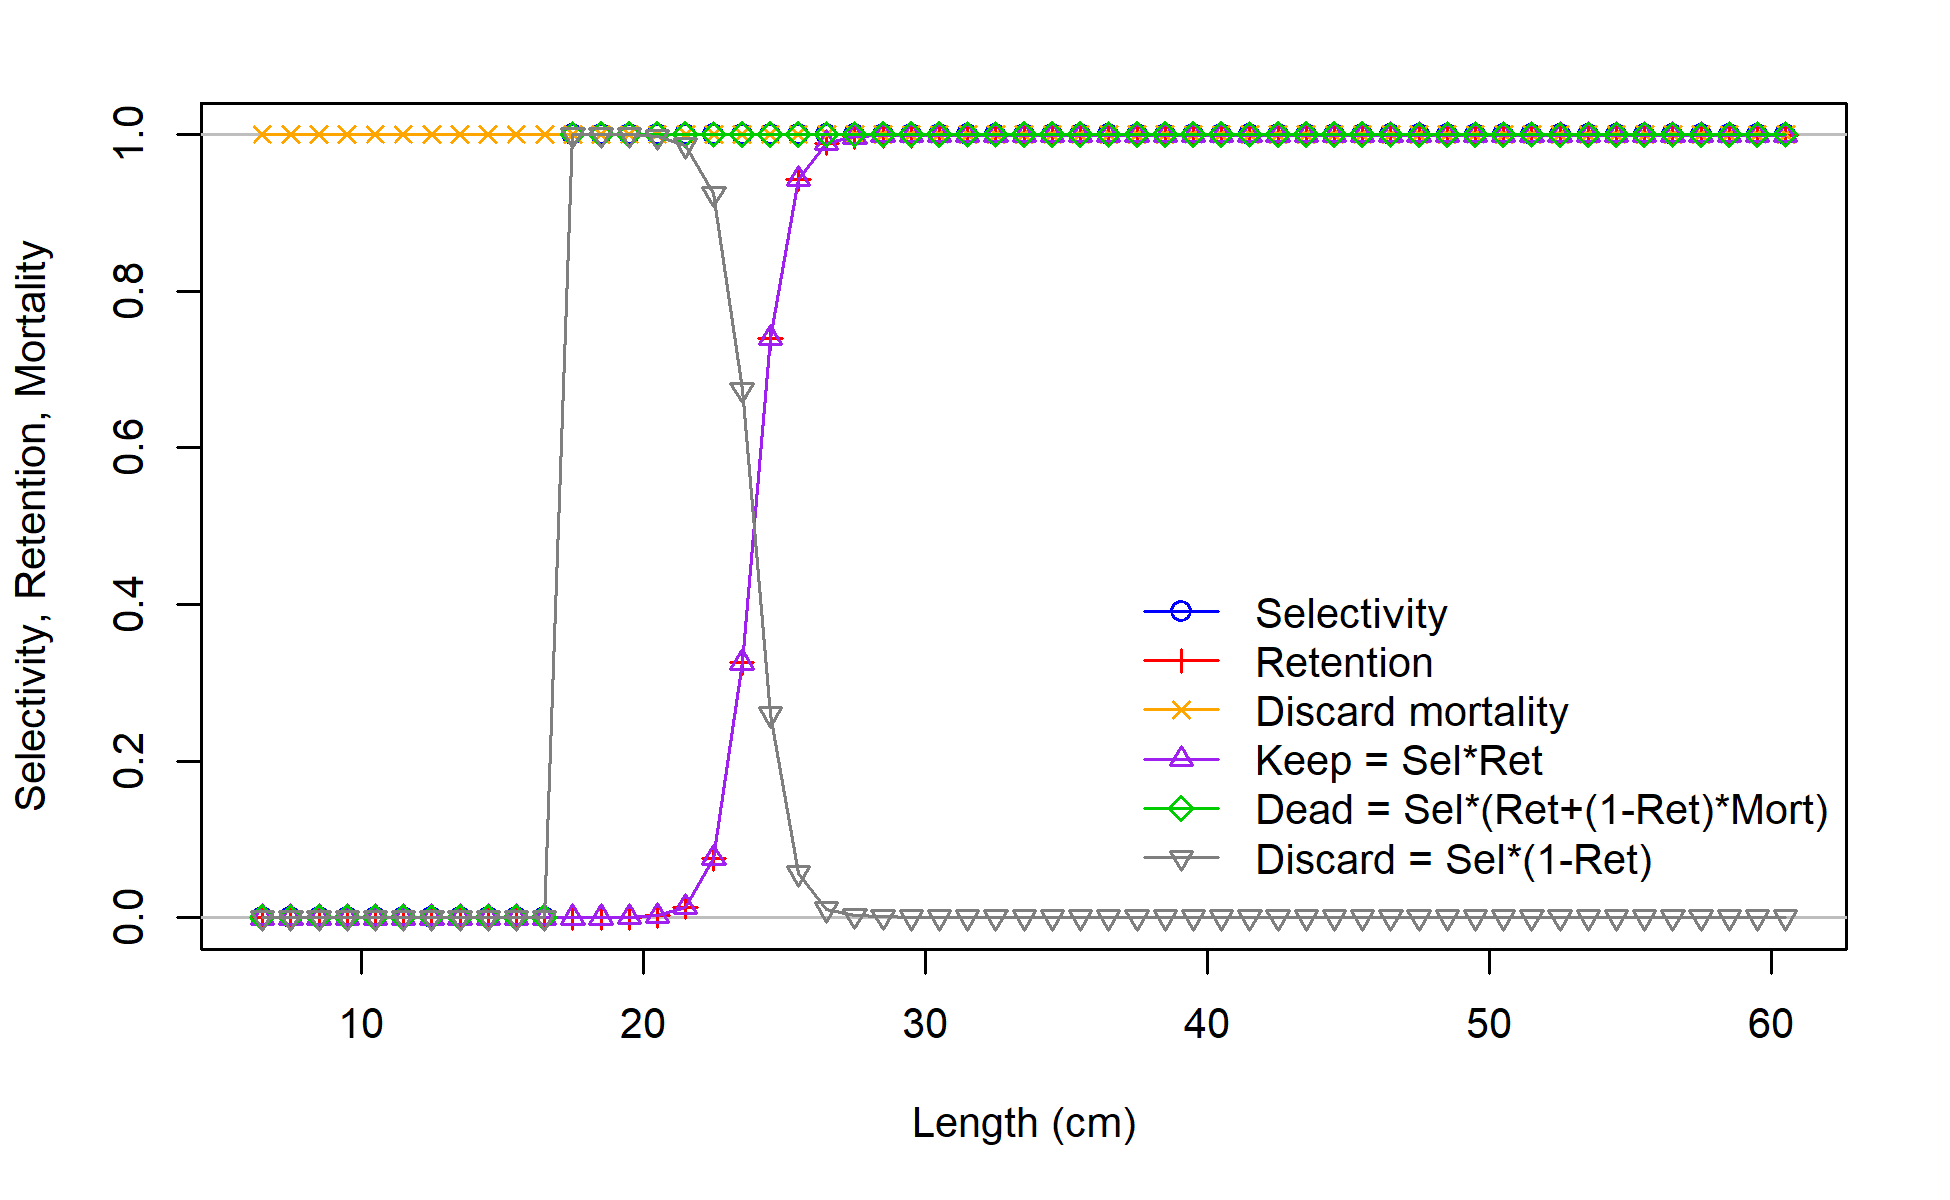 Selectivity, Retention, Mortality
1.0
0.8
0.6
0.4
0.2
0.0
Selectivity
Retention
Discard mortality
Keep = Sel*Ret
Dead = Sel*(Ret+(1-Ret)*Mort)
Discard = Sel*(1-Ret)
10 20 30 40 50 60
Length (cm)